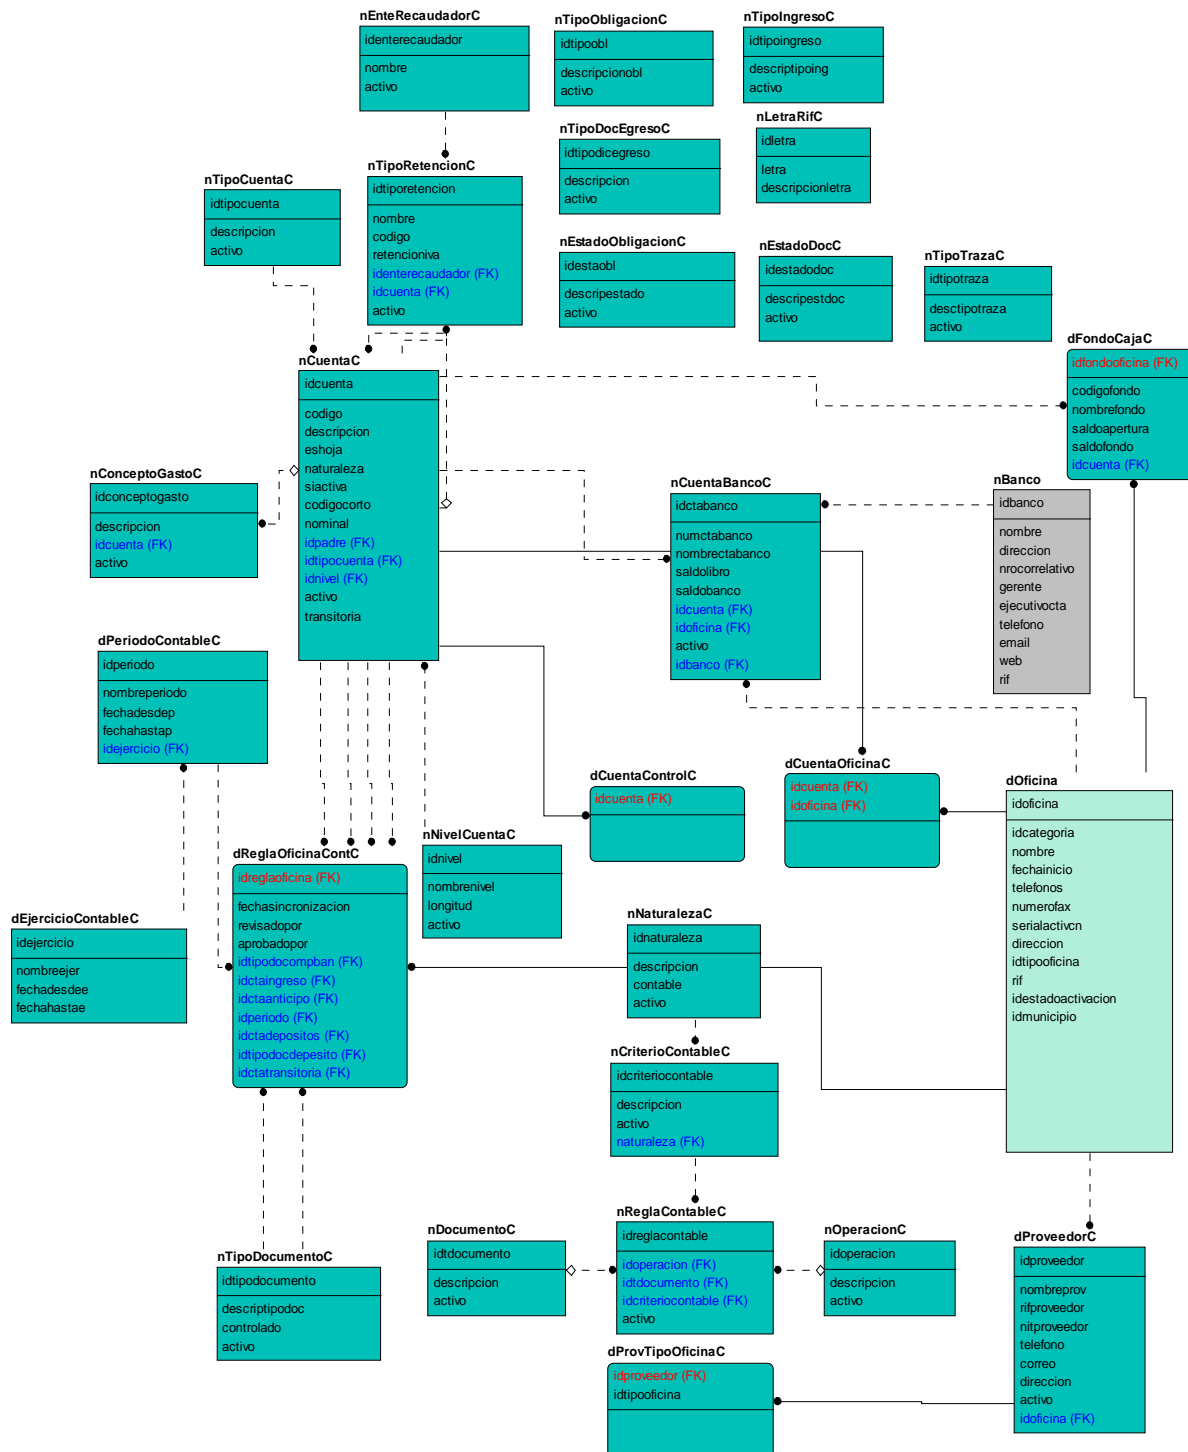 nEnteRecaudadorC
identerecaudador
nombre
activo
nTipoObligacionC
idtipoobl
descripcionobl
activo
nTipoIngresoC
idtipoingreso
descriptipoing
activo
nTipoDocEgresoC
idtipodicegreso
descripcion
activo
nLetraRifC
idletra
letra
descripcionletra
nTipoCuentaC
idtipocuenta
descripcion
activo
nTipoRetencionC
idtiporetencion
nombre
codigo
retencioniva
identerecaudador (FK)
idcuenta (FK)
activo
nEstadoObligacionC
idestaobl
descripestado
activo
nEstadoDocC
idestadodoc
descripestdoc
activo
nTipoTrazaC
idtipotraza
desctipotraza
activo
dFondoCajaC
idfondooficina (FK)
codigofondo
nombrefondo
saldoapertura
saldofondo
idcuenta (FK)
nCuentaC
idcuenta
codigo
descripcion
eshoja
naturaleza
siactiva
codigocorto
nominal
idpadre (FK)
idtipocuenta (FK)
idnivel (FK)
activo
transitoria
nConceptoGastoC
idconceptogasto
descripcion
idcuenta (FK)
activo
nCuentaBancoC
idctabanco
numctabanco
nombrectabanco
saldolibro
saldobanco
idcuenta (FK)
idoficina (FK)
activo
idbanco (FK)
nBanco
idbanco
nombre
direccion
nrocorrelativo
gerente
ejecutivocta
telefono
email
web
rif
dPeriodoContableC
idperiodo
nombreperiodo
fechadesdep
fechahastap
idejercicio (FK)
dCuentaControlC
idcuenta (FK)
dCuentaOficinaC
idcuenta (FK)
idoficina (FK)
dOficina
idoficina
idcategoria
nombre
fechainicio
telefonos
numerofax
serialactivcn
direccion
idtipooficina
rif
idestadoactivacion
idmunicipio
nNivelCuentaC
idnivel
nombrenivel
longitud
activo
dReglaOficinaContC
idreglaoficina (FK)
fechasincronizacion
revisadopor
aprobadopor
idtipodocompban (FK)
idctaingreso (FK)
idctaanticipo (FK)
idperiodo (FK)
idctadepositos (FK)
idtipodocdepesito (FK)
idctatransitoria (FK)
dEjercicioContableC
idejercicio
nombreejer
fechadesdee
fechahastae
nNaturalezaC
idnaturaleza
descripcion
contable
activo
nCriterioContableC
idcriteriocontable
descripcion
activo
naturaleza (FK)
nReglaContableC
idreglacontable
idoperacion (FK)
idtdocumento (FK)
idcriteriocontable (FK)
activo
nDocumentoC
idtdocumento
descripcion
activo
nOperacionC
idoperacion
descripcion
activo
nTipoDocumentoC
idtipodocumento
descriptipodoc
controlado
activo
dProveedorC
idproveedor
nombreprov
rifproveedor
nitproveedor
telefono
correo
direccion
activo
idoficina (FK)
dProvTipoOficinaC
idproveedor (FK)
idtipooficina